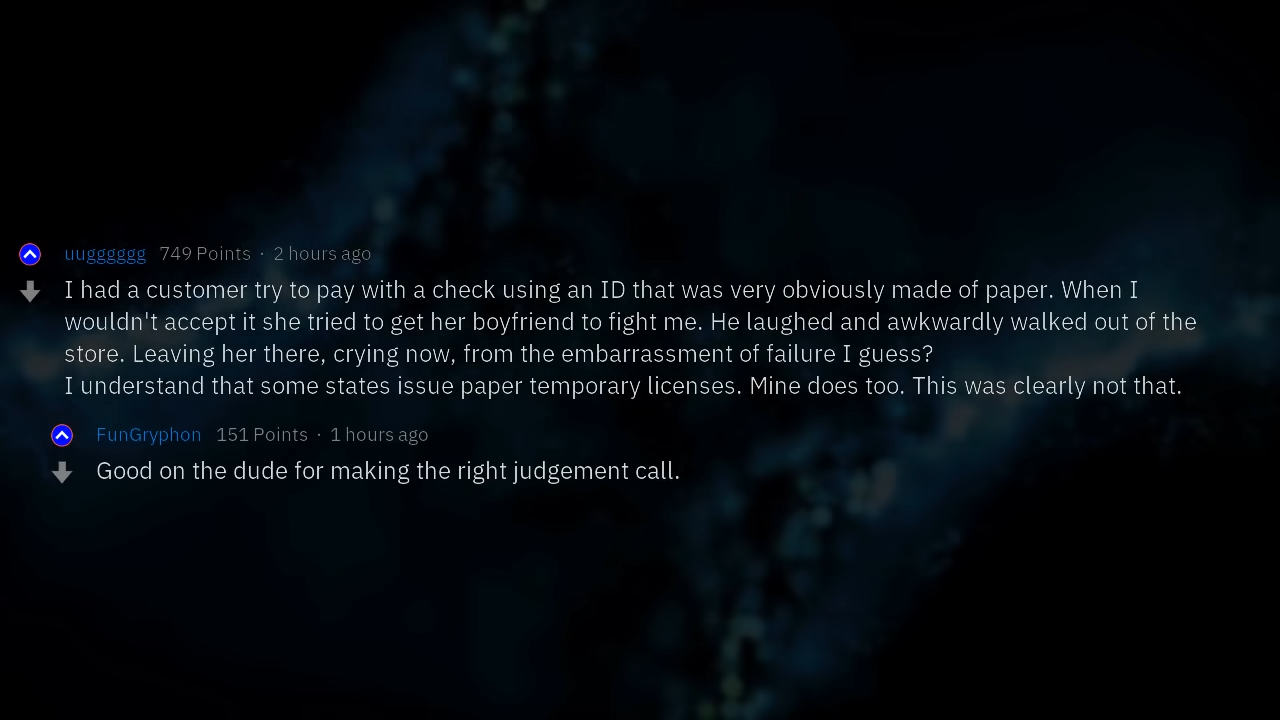 uugggggg 749 Points · 2 hours ago
I had a customer try to pay with a check using an ID that was very obviously made of paper. When I
wouldn't accept it she tried to get her boyfriend to fight me. He laughed and awkwardly walked out of the
store. Leaving her there, crying now, from the embarrassment of failure I guess?
I understand that some states issue paper temporary licenses. Mine does too. This was clearly not that.
FunGryphon 151 Points · 1 hours ago
Good on the dude for making the right judgement call.